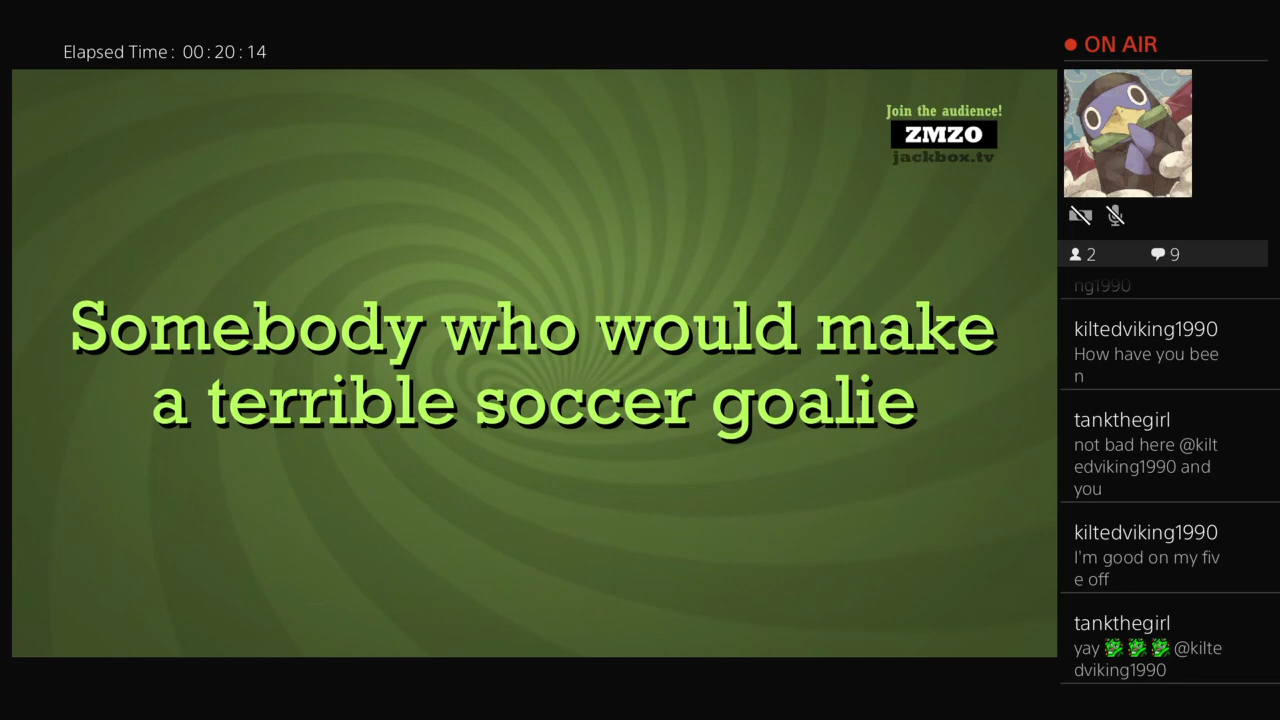 Elapsed Time: 00:20:14
ON AIR
Join the audience!
ZMZO
jackbox.tv
Somebody who would make
a terrible soccer goalie
2
9
ng1990
kiltedviking1990
How have you bee
n
tankthegirl
not bad here @kilt
edviking1990 and
you
kiltedviking1990
I'm good on my fiv
e off
tankthegirl
yay @kilte
dviking1990